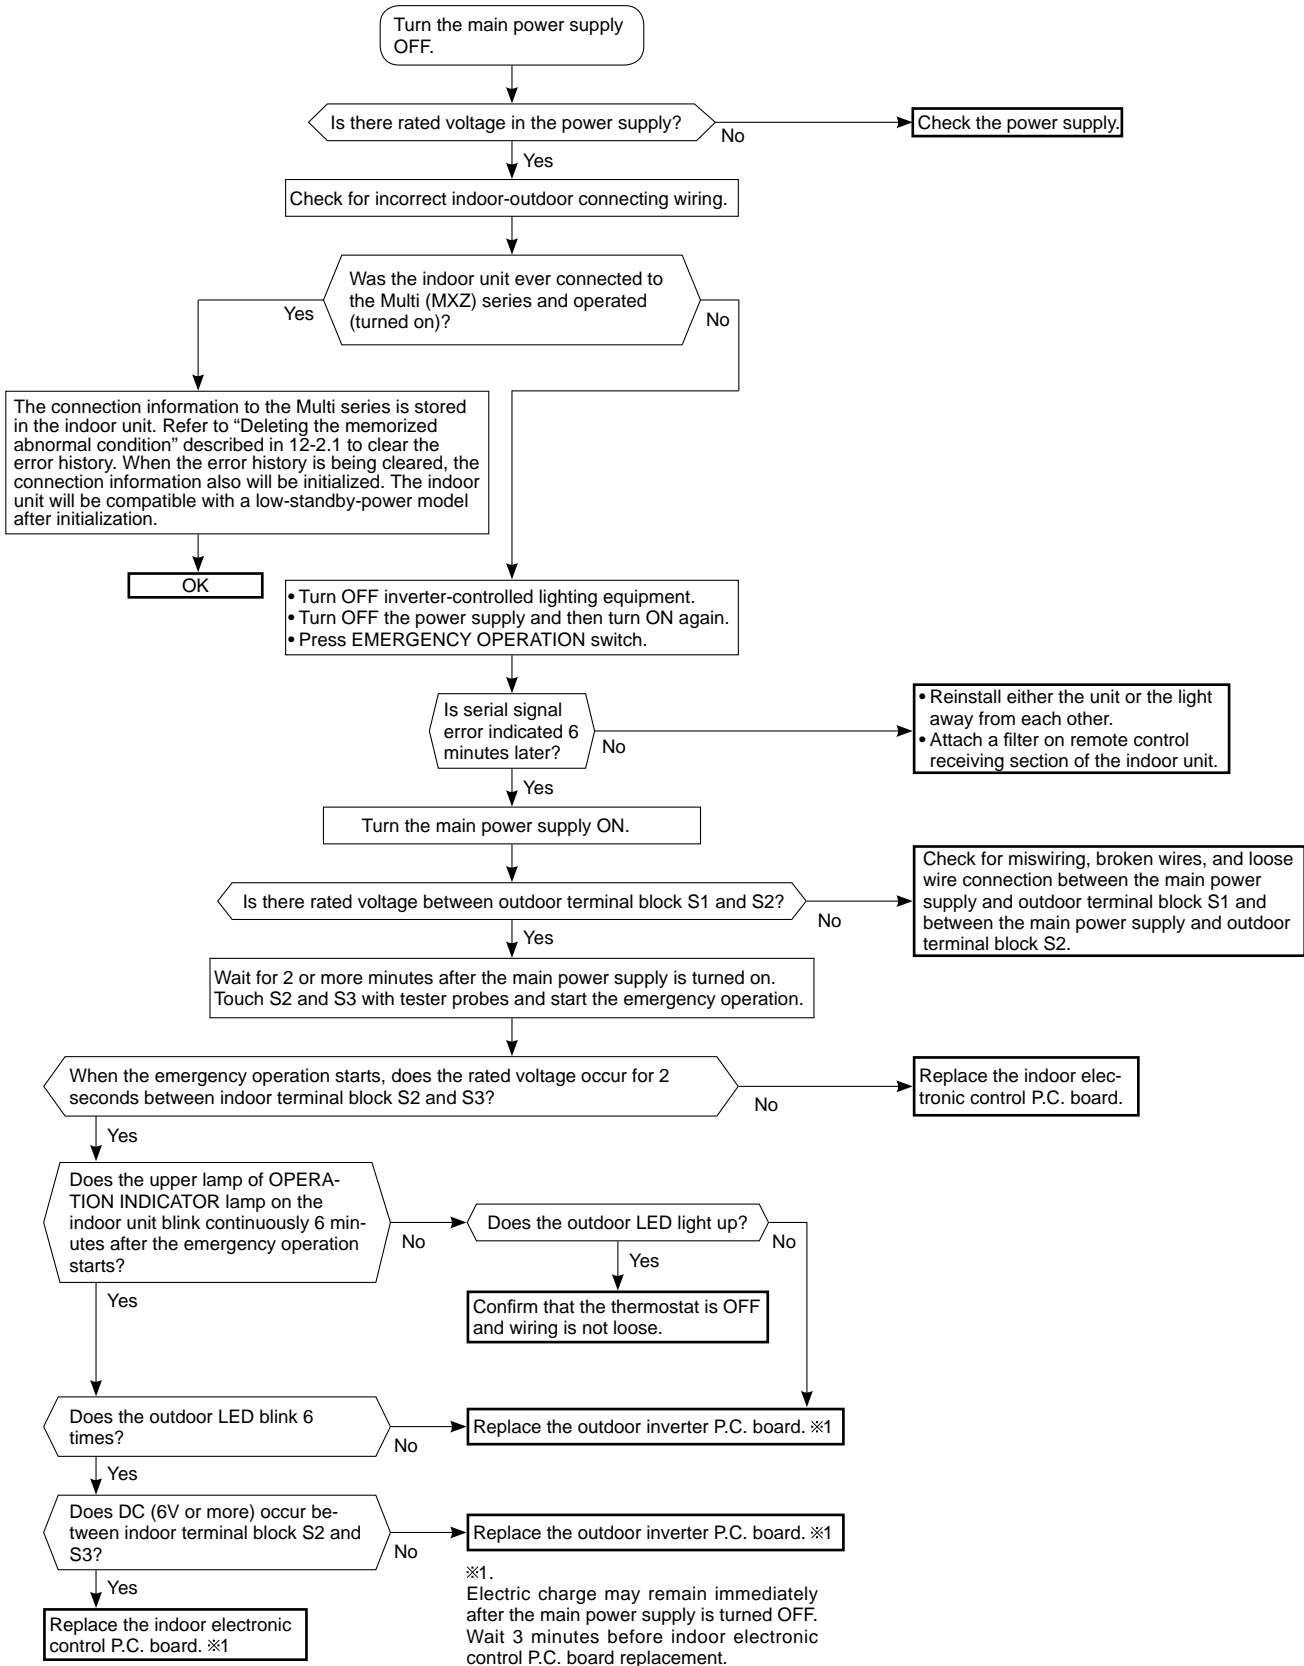 Turn the main power supply
OFF.
Is there rated voltage in the power supply?
No
Check the power supply.
Yes
Check for incorrect indoor-outdoor connecting wiring.
Was the indoor unit ever connected to
the Multi (MXZ) series and operated
(turned on)?
Yes
No
The connection information to the Multi series is stored
in the indoor unit. Refer to “Deleting the memorized
abnormal condition” described in 12-2.1 to clear the
error history. When the error history is being cleared, the
connection information also will be initialized. The indoor
unit will be compatible with a low-standby-power model
after initialization.
OK
• Turn OFF inverter-controlled lighting equipment.
• Turn OFF the power supply and then turn ON again.
• Press EMERGENCY OPERATION switch.
Is serial signal
error indicated 6
minutes later?
No
• Reinstall either the unit or the light
away from each other.
• Attach a filter on remote control
receiving section of the indoor unit.
Yes
Turn the main power supply ON.
Is there rated voltage between outdoor terminal block S1 and S2?
No
Check for miswiring, broken wires, and loose
wire connection between the main power
supply and outdoor terminal block S1 and
between the main power supply and outdoor
terminal block S2.
Yes
Wait for 2 or more minutes after the main power supply is turned on.
Touch S2 and S3 with tester probes and start the emergency operation.
When the emergency operation starts, does the rated voltage occur for 2
seconds between indoor terminal block S2 and S3?
No
Replace the indoor elec-
tronic control P.C. board.
Yes
Does the upper lamp of OPERA-
TION INDICATOR lamp on the
indoor unit blink continuously 6 min-
utes after the emergency operation
starts?
No
Does the outdoor LED light up?
No
Yes
Confirm that the thermostat is OFF
and wiring is not loose.
Yes
Does the outdoor LED blink 6
times?
No
Replace the outdoor inverter P.C. board. ※1
Yes
Does DC (6V or more) occur be-
tween indoor terminal block S2 and
S3?
No
Replace the outdoor inverter P.C. board. ※1
Yes
Replace the indoor electronic
control P.C. board. ※1
※1.
Electric charge may remain immediately
after the main power supply is turned OFF.
Wait 3 minutes before indoor electronic
control P.C. board replacement.